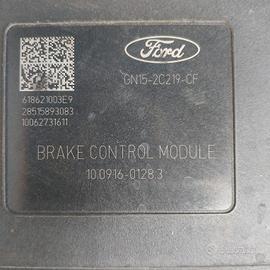 Ford
GN15-2C219-CF
618621003E9
28515893083
10062731611
BRAKE CONTROL MODULE
10.0916-0128.3